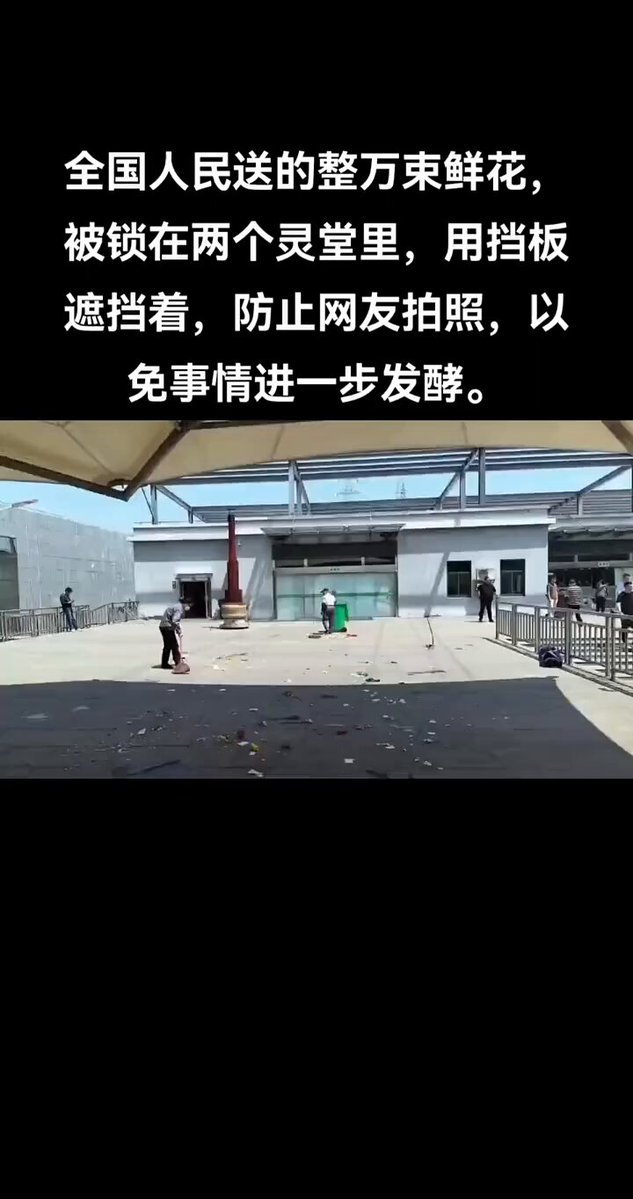 全国人民送的整万束鲜花，
被锁在两个灵堂里，用挡板
遮挡着，防止网友拍照，以
免事情进一步发酵。